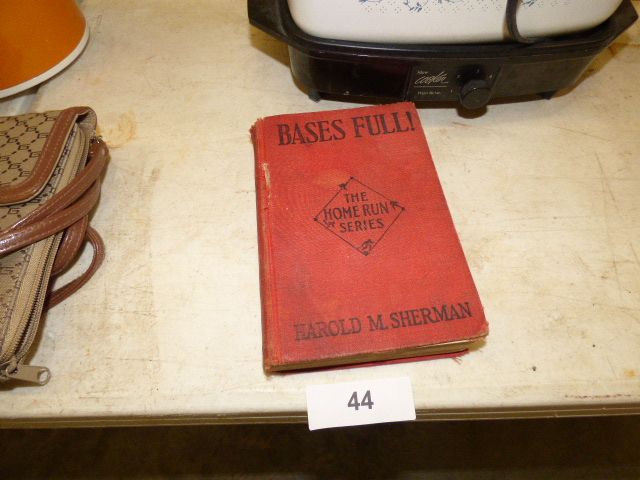 BASES FULL!
THE
HOME RUN
SERIES
HAROLD M. SHERMAN
44